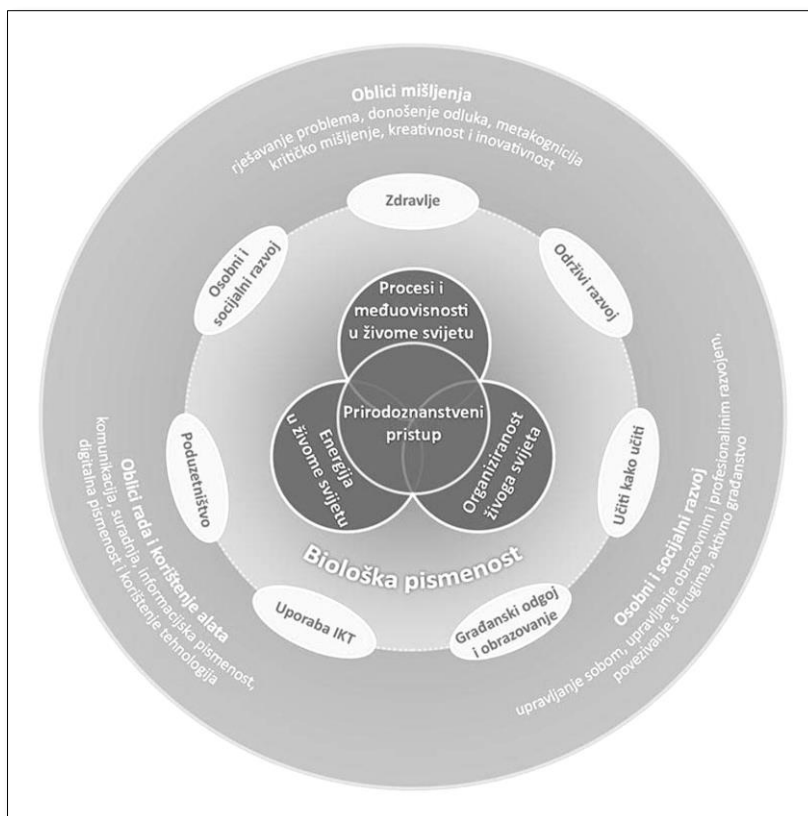 Oblici mišljenja
rješavanje problema, donošenje odluka, metakognicija
kritičko mišljenje, kreativnost i inovativnost
Zdravlje
Osobni i
socijalni razvoj
Održivi razvoj
Procesi i
međuovisnosti
u živome svijetu
Prirodoznanstveni
pristup
Energija
u živome svijetu
Organiziranost
živoga svijeta
Poduzetništvo
Učiti kako učiti
Biološka pismenost
Uporaba IKT
Građanski odgoj
i obrazovanje
Oblici rada i korištenje alata
komunikacija, suradnja, informacijska pismenost,
digitalna pismenost i korištenje tehnologija
Osobni i socijalni razvoj
upravljanje sobom, upravljanje obrazovnim i profesionalnim razvojem,
povezivanje s drugima, aktivno građanstvo